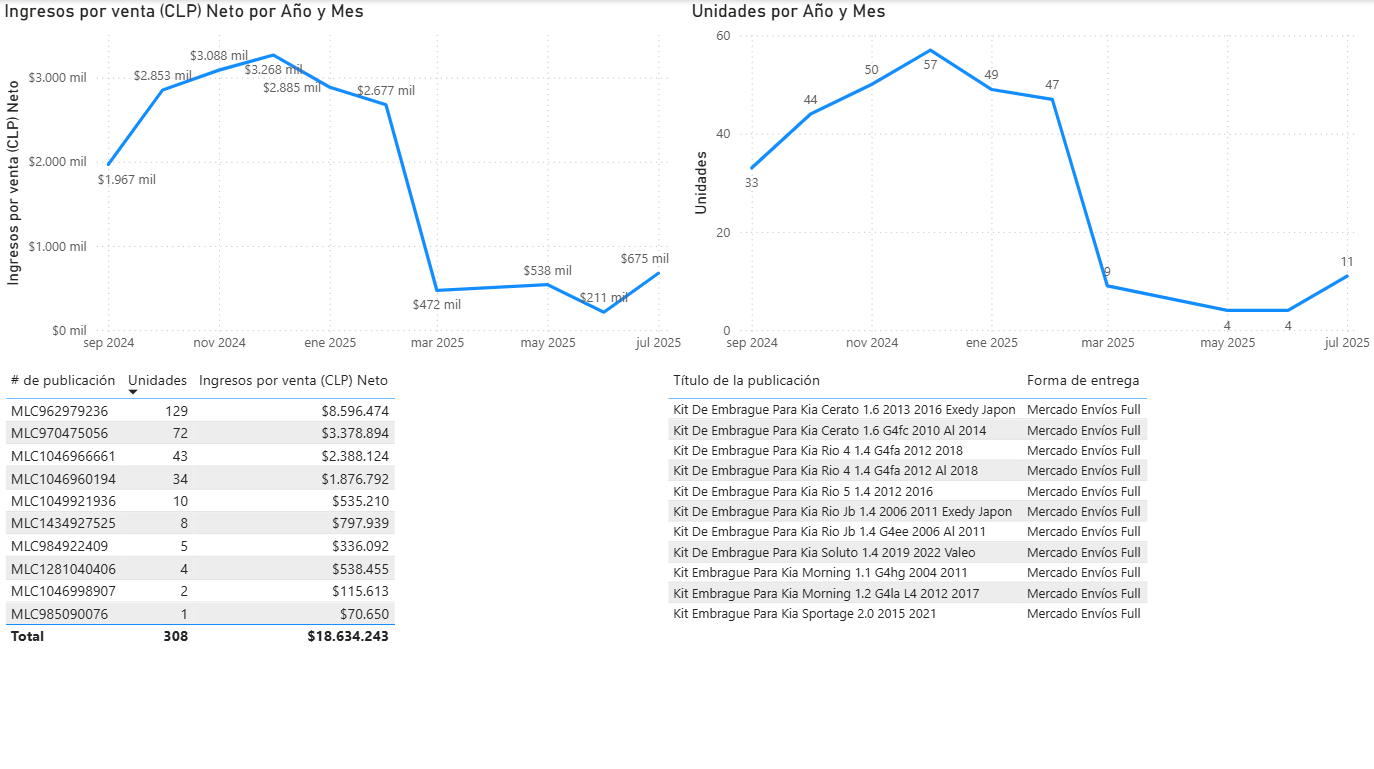 Ingresos por venta (CLP) Neto por Año y Mes
Ingresos por venta (CLP) Neto
$3.000 mil
$2.000 mil
$1.000 mil
$0 mil
$1.967 mil
$2.853 mil
$3.088 mil
$3.268 mil
$2.885 mil
$2.677 mil
$472 mil
$538 mil
$211 mil
$675 mil
sep 2024 nov 2024 ene 2025 mar 2025 may 2025 jul 2025
Unidades por Año y Mes
Unidades
60
40
20
0
33
44
50
57
49
47
9
4
4
11
sep 2024 nov 2024 ene 2025 mar 2025 may 2025 jul 2025
# de publicación Unidades Ingresos por venta (CLP) Neto
MLC962979236 129 $8.596.474
MLC970475056 72 $3.378.894
MLC1046966661 43 $2.388.124
MLC1046960194 34 $1.876.792
MLC1049921936 10 $535.210
MLC1434927525 8 $797.939
MLC984922409 5 $336.092
MLC1281040406 4 $538.455
MLC1046998907 2 $115.613
MLC985090076 1 $70.650
Total 308 $18.634.243
Título de la publicación Forma de entrega
Kit De Embrague Para Kia Cerato 1.6 2013 2016 Exedy Japon Mercado Envíos Full
Kit De Embrague Para Kia Cerato 1.6 G4fc 2010 Al 2014 Mercado Envíos Full
Kit De Embrague Para Kia Rio 4 1.4 G4fa 2012 2018 Mercado Envíos Full
Kit De Embrague Para Kia Rio 4 1.4 G4fa 2012 Al 2018 Mercado Envíos Full
Kit De Embrague Para Kia Rio 5 1.4 2012 2016 Mercado Envíos Full
Kit De Embrague Para Kia Rio Jb 1.4 2006 2011 Exedy Japon Mercado Envíos Full
Kit De Embrague Para Kia Rio Jb 1.4 G4ee 2006 Al 2011 Mercado Envíos Full
Kit De Embrague Para Kia Soluto 1.4 2019 2022 Valeo Mercado Envíos Full
Kit Embrague Para Kia Morning 1.1 G4hg 2004 2011 Mercado Envíos Full
Kit Embrague Para Kia Morning 1.2 G4la L4 2012 2017 Mercado Envíos Full
Kit Embrague Para Kia Sportage 2.0 2015 2021 Mercado Envíos Full